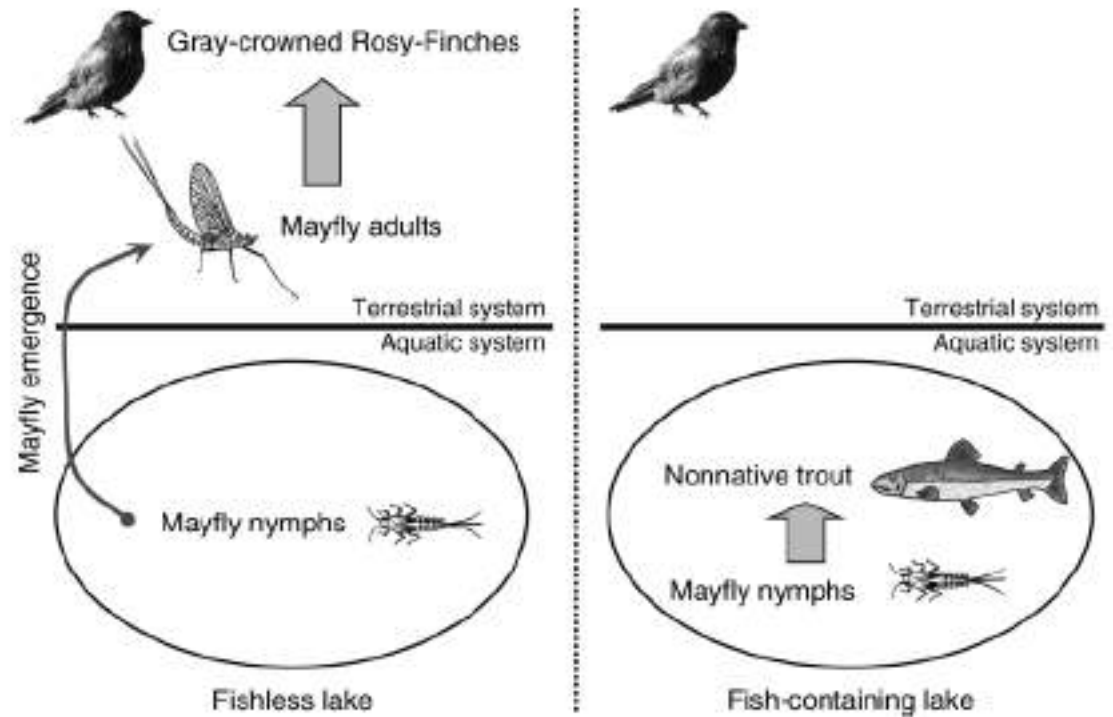 Gray-crowned Rosy-Finches
Mayfly adults
Mayfly emergence
Terrestrial system
Aquatic system
Mayfly nymphs
Fishless lake
Terrestrial system
Aquatic system
Nonnative trout
Mayfly nymphs
Fish-containing lake